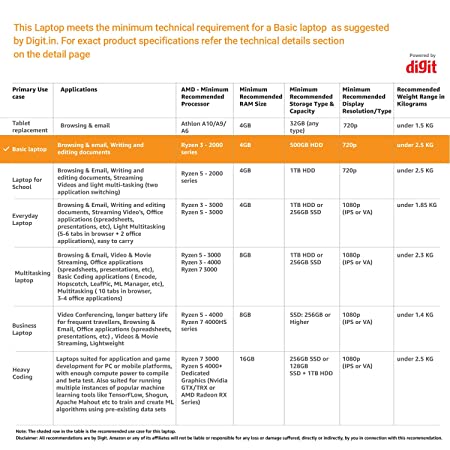 This Laptop meets the minimum technical requirement for a Basic laptop as suggested
by Digit.in. For exact product specifications refer the technical details section
on the detail page
Powered by
digit
Primary Use
case
Applications
AMD - Minimum
Recommended
Processor
Minimum
Recommended
RAM Size
Minimum
Recommended
Storage Type &
Capacity
Minimum
Recommended
Display
Resolution/Type
Recommended
Weight Range in
Kilograms
Tablet
replacement
Browsing & email
Athlon A10/A9/
A6
4GB
32GB (any
type)
720p
under 1.5 KG
Basic laptop
Browsing & Email, Writing and
editing documents
Ryzen 3 - 2000
series
4GB
500GB HDD
720p
under 2.5 KG
Laptop for
School
Browsing & Email, Writing and
editing documents, Streaming
Videos and light multi-tasking (two
application switching)
Ryzen 5 - 2000
series
4GB
1TB HDD
720p
under 2.5 KG
Everyday
Laptop
Browsing & Email, Writing and editing
documents, Streaming Video's, Office
applications (spreadsheets,
presentations, etc), Light Multitasking
(5-6 tabs in browser + 2 office
applications), easy to carry
Ryzen 3 - 3000
Ryzen 5 - 3000
4GB
1TB HDD or
256GB SSD
1080p
(IPS or VA)
under 1.85 KG
Multitasking
laptop
Browsing & Email, Video & Movie
Streaming, Office applications
(spreadsheets, presentations, etc),
Basic Coding applications ( Encode,
Hopscotch, LeafPic, ML Manager, etc),
Multitasking ( 10 tabs in browser,
3-4 office applications)
Ryzen 5 - 3000
Ryzen 3 - 4000
Ryzen 7 3000
8GB
1TB HDD or
256GB SSD
1080p
(IPS or VA)
under 2.3 KG
Business
Laptop
Video Conferencing, longer battery life
for frequent travellers, Browsing &
Email, Office applications (spreadsheets,
presentations, etc) , Videos & Movie
Streaming, Lightweight
Ryzen 5 - 4000
Ryzen 7 4000HS
series
8GB
SSD: 256GB or
Higher
1080p
(IPS or VA)
under 1.4 KG
Heavy
Coding
Laptops suited for application and game
development for PC or mobile platforms,
with enough compute power to compile
and beta test. Also suited for running
multiple instances of popular machine
learning tools like TensorFlow, Shogun,
Apache Mahout etc to train and create ML
algorithms using pre-existing data sets
Ryzen 7 3000
Ryzen 5 4000+
Dedicated
Graphics (Nvidia
GTX/TRX or
AMD Radeon RX
Series)
16GB
256GB SSD or
128GB
SSD + 1TB HDD
1080p
(IPS or VA)
under 2.5 KG
Note: The shaded row in the table is the recommended use case for this laptop.
Disclaimer: All recommendations are by Digit. Amazon or any of its affiliates will not be liable or responsible for any loss or damage suffered, directly or indirectly, by you in connection with this recommendation.